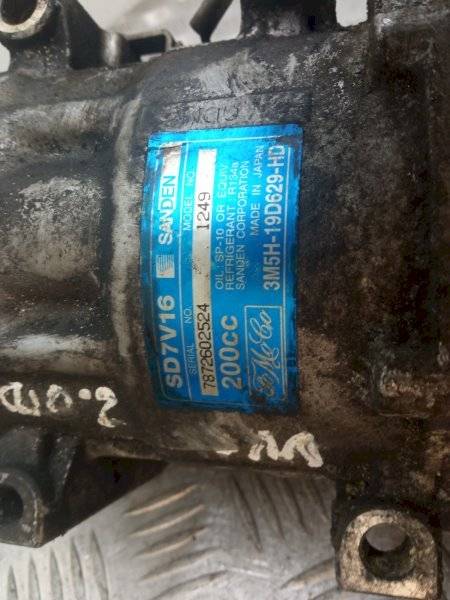 SD7V16 SANDEN
SERIAL NO. MODEL NO.
7872602524 1249
200CC
OIL: SP-10 OR EQUIV
REFRIGERANT R134a
SANDEN CORPORATION
MADE IN JAPAN
3M5H-19D629-HD
2.0TD